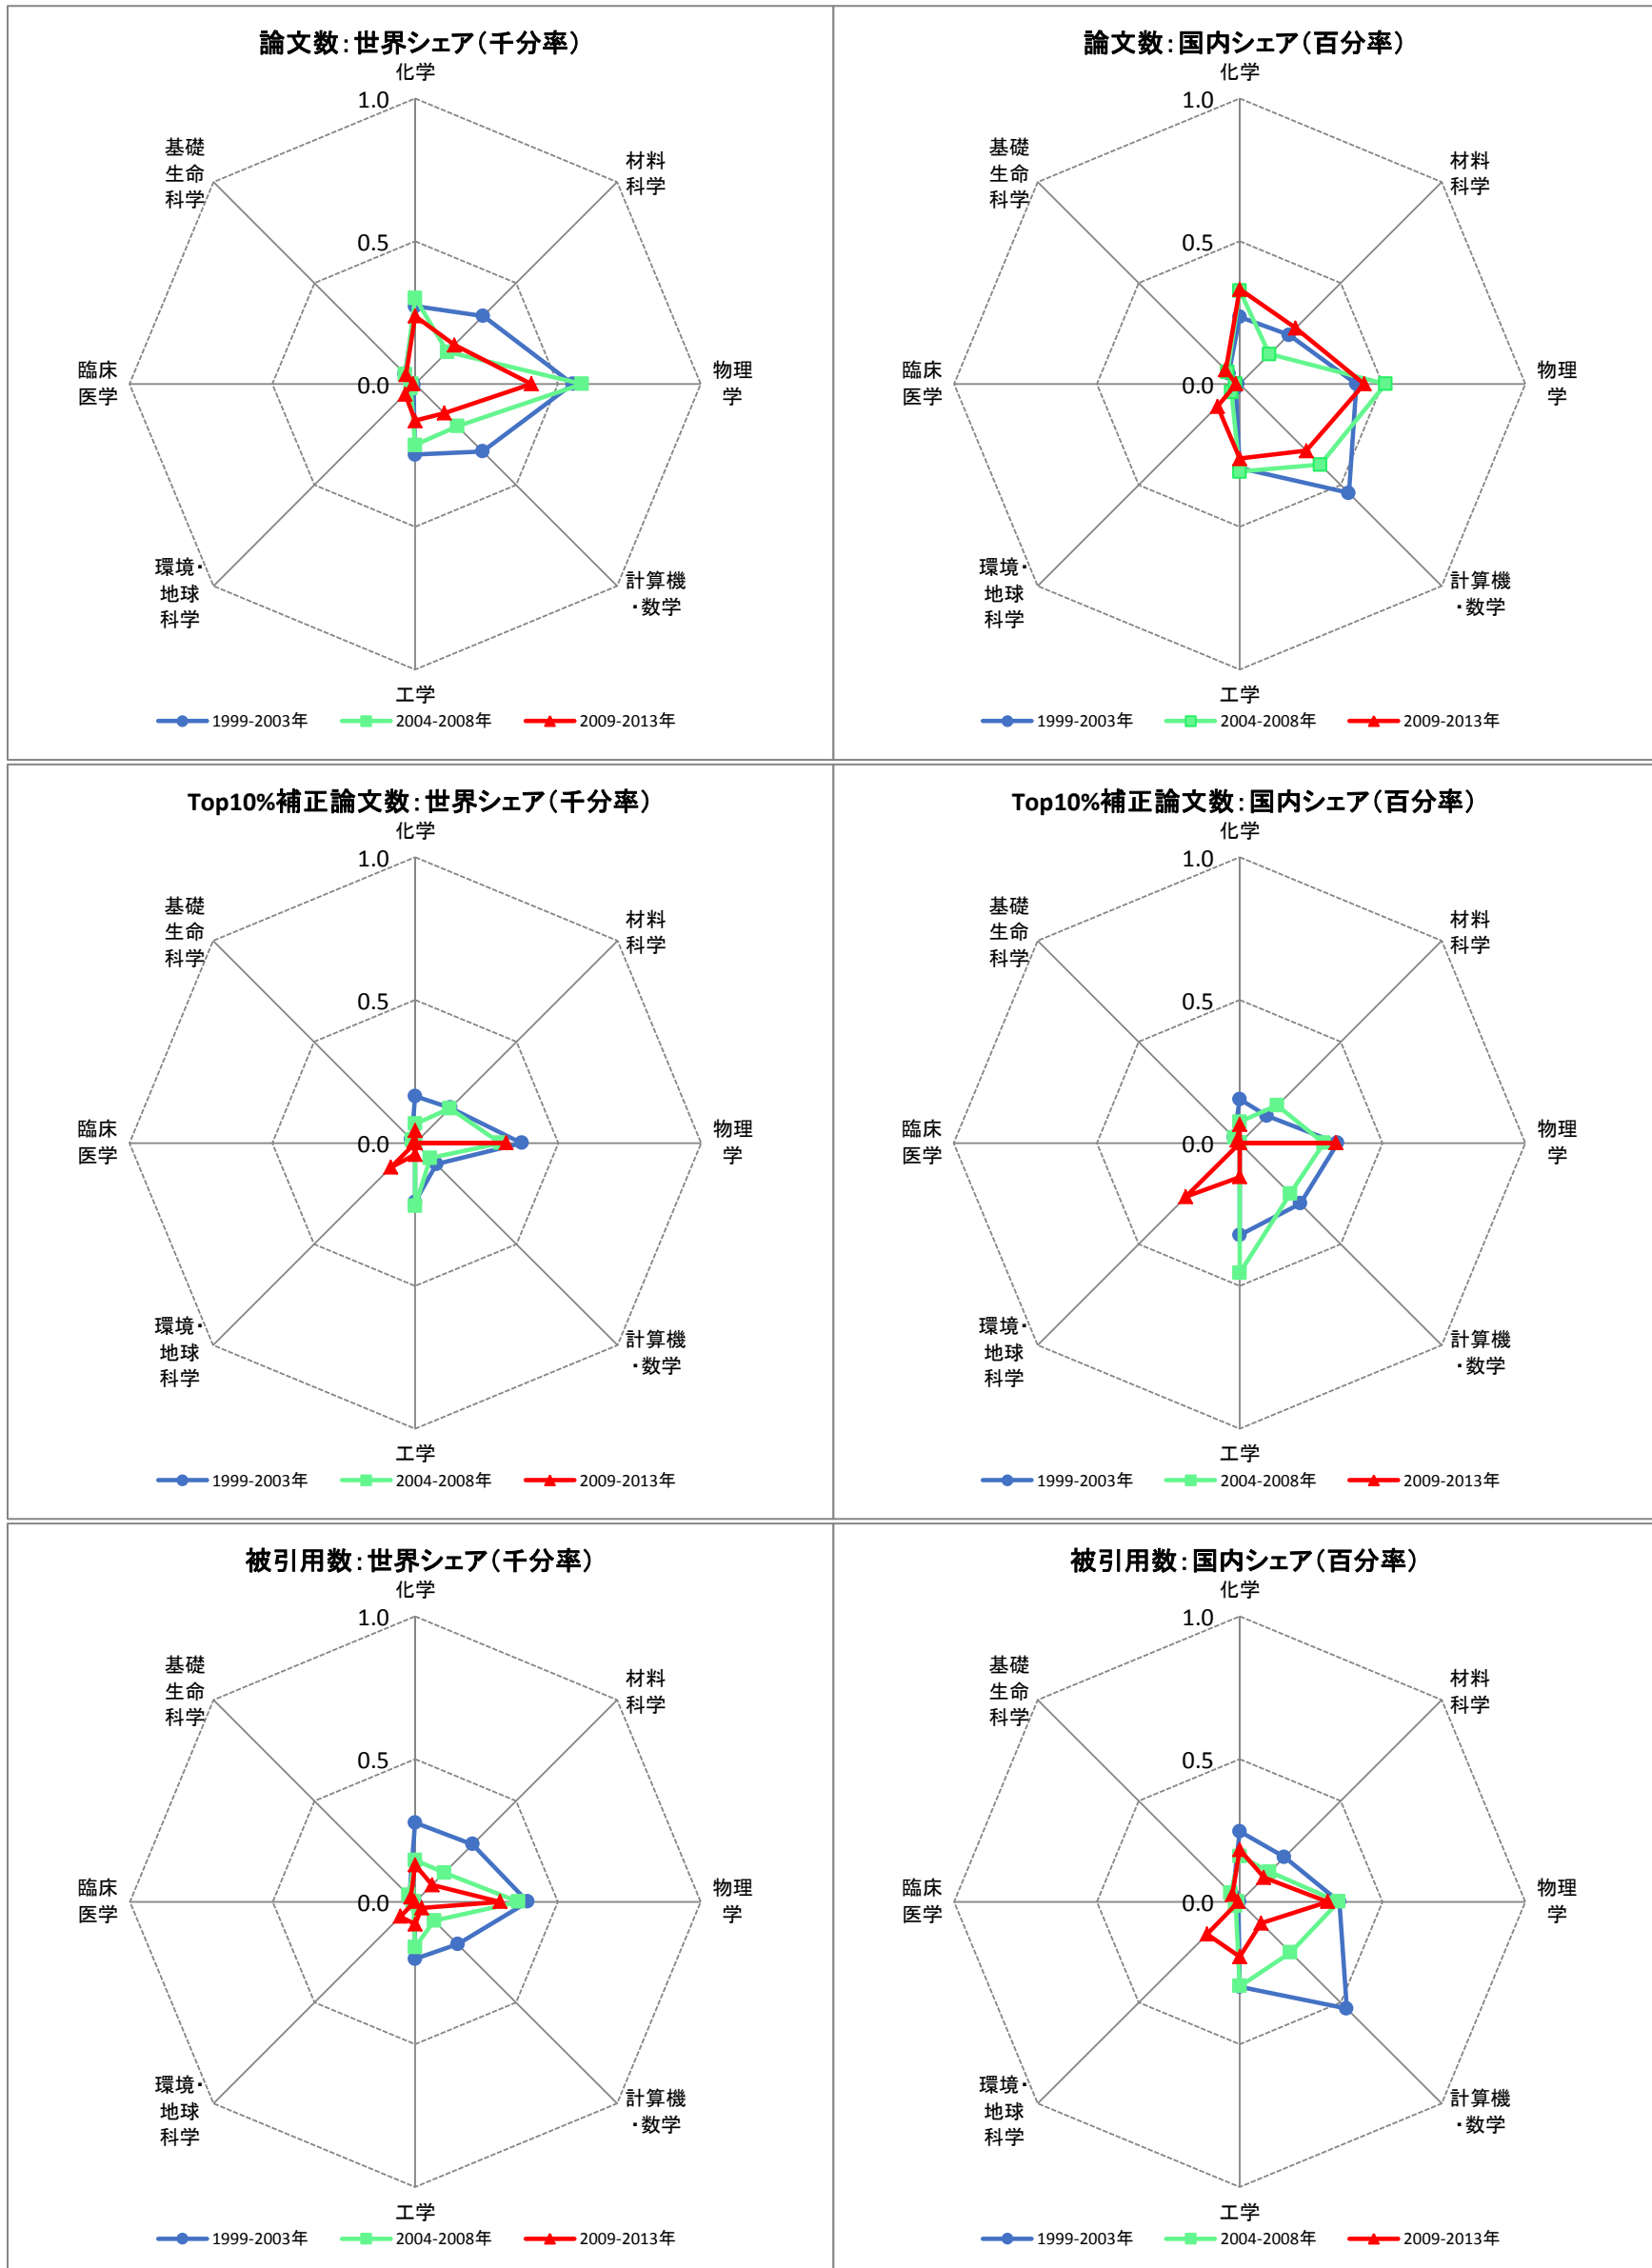 論文数：世界シェア（千分率）
化学
1.0
基礎
生命
科学
材料
科学
0.5
臨床
医学
0.0
物理
学
環境・
地球
科学
計算機
・数学
工学
1999-2003年 2004-2008年 2009-2013年
論文数：国内シェア（百分率）
化学
1.0
基礎
生命
科学
材料
科学
0.5
臨床
医学
0.0
物理
学
環境・
地球
科学
計算機
・数学
工学
1999-2003年 2004-2008年 2009-2013年
Top10%補正論文数：世界シェア（千分率）
化学
1.0
基礎
生命
科学
材料
科学
0.5
臨床
医学
0.0
物理
学
環境・
地球
科学
計算機
・数学
工学
1999-2003年 2004-2008年 2009-2013年
Top10%補正論文数：国内シェア（百分率）
化学
1.0
基礎
生命
科学
材料
科学
0.5
臨床
医学
0.0
物理
学
環境・
地球
科学
計算機
・数学
工学
1999-2003年 2004-2008年 2009-2013年
被引用数：世界シェア（千分率）
化学
1.0
基礎
生命
科学
材料
科学
0.5
臨床
医学
0.0
物理
学
環境・
地球
科学
計算機
・数学
工学
1999-2003年 2004-2008年 2009-2013年
被引用数：国内シェア（百分率）
化学
1.0
基礎
生命
科学
材料
科学
0.5
臨床
医学
0.0
物理
学
環境・
地球
科学
計算機
・数学
工学
1999-2003年 2004-2008年 2009-2013年